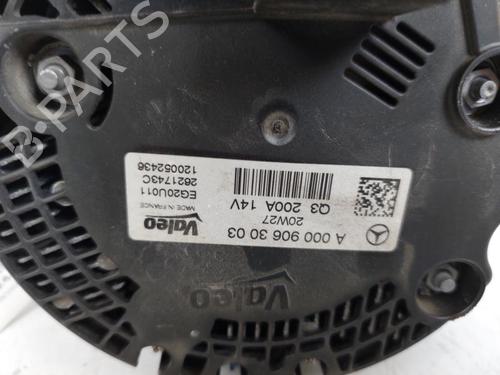 A 000 906 30 03
20W27
Q3 200A 14V
Valeo
MADE IN FRANCE
EG20U011
2621743C
120052436
Valeo
B-PARTS